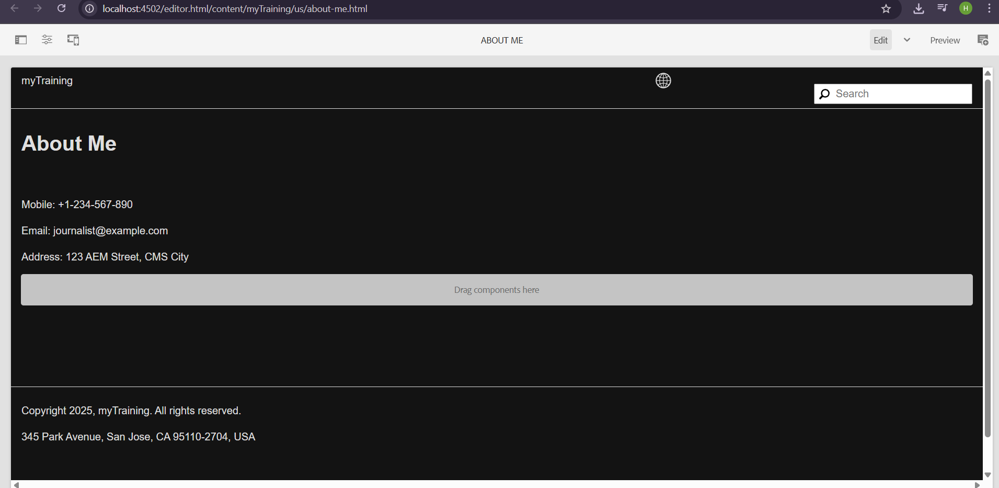 localhost:4502/editor.html/content/myTraining/us/about-me.html
H
ABOUT ME
Edit
Preview
myTraining
Search
About Me
Mobile: +1-234-567-890
Email: journalist@example.com
Address: 123 AEM Street, CMS City
Drag components here
Copyright 2025, myTraining. All rights reserved.
345 Park Avenue, San Jose, CA 95110-2704, USA